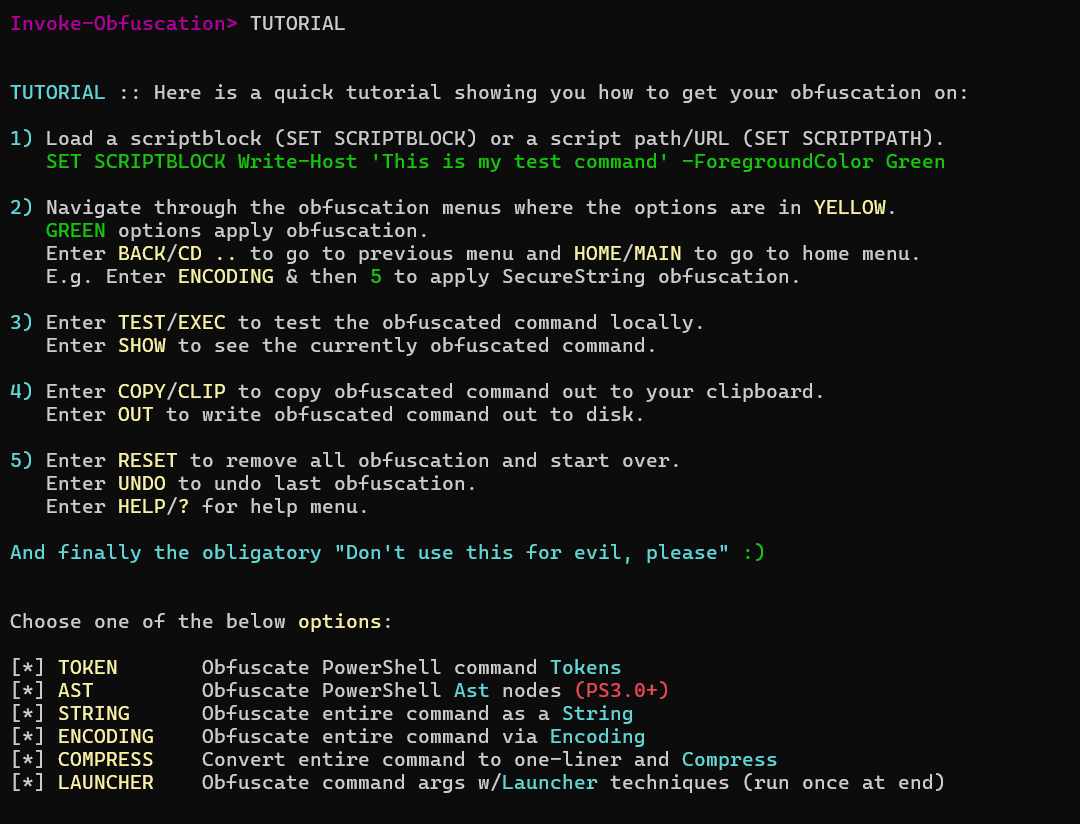 Invoke-Obfuscation> TUTORIAL
TUTORIAL :: Here is a quick tutorial showing you how to get your obfuscation on:
1) Load a scriptblock (SET SCRIPTBLOCK) or a script path/URL (SET SCRIPTPATH).
SET SCRIPTBLOCK Write-Host 'This is my test command' -ForegroundColor Green
2) Navigate through the obfuscation menus where the options are in YELLOW.
GREEN options apply obfuscation.
Enter BACK/CD .. to go to previous menu and HOME/MAIN to go to home menu.
E.g. Enter ENCODING & then 5 to apply SecureString obfuscation.
3) Enter TEST/EXEC to test the obfuscated command locally.
Enter SHOW to see the currently obfuscated command.
4) Enter COPY/CLIP to copy obfuscated command out to your clipboard.
Enter OUT to write obfuscated command out to disk.
5) Enter RESET to remove all obfuscation and start over.
Enter UNDO to undo last obfuscation.
Enter HELP/? for help menu.
And finally the obligatory "Don't use this for evil, please" :)
Choose one of the below options:
[*] TOKEN Obfuscate PowerShell command Tokens
[*] AST Obfuscate PowerShell Ast nodes (PS3.0+)
[*] STRING Obfuscate entire command as a String
[*] ENCODING Obfuscate entire command via Encoding
[*] COMPRESS Convert entire command to one-liner and Compress
[*] LAUNCHER Obfuscate command args w/Launcher techniques (run once at end)